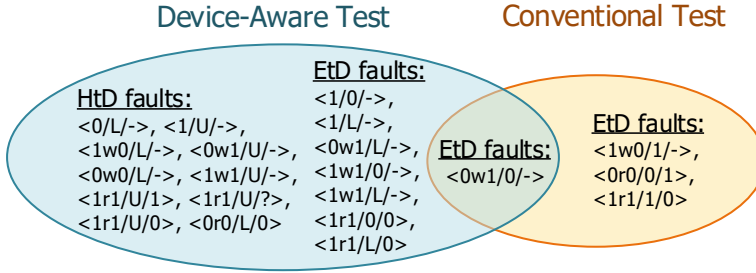 Device-Aware Test
Conventional Test
HtD faults:
<0/L/->, <1/U/->,
<1w0/L/->, <0w1/U/->,
<0w0/L/->, <1w1/U/->,
<1r1/U/1>, <1r1/U/?>,
<1r1/U/0>, <0r0/L/0>
EtD faults:
<1/0/->,
<1/L/->,
<0w1/L/->,
<1w1/0/->,
<1w1/L/->,
<1r1/0/0>,
<1r1/L/0>
EtD faults:
<0w1/0/->
EtD faults:
<1w0/1/->,
<0r0/0/1>,
<1r1/1/0>